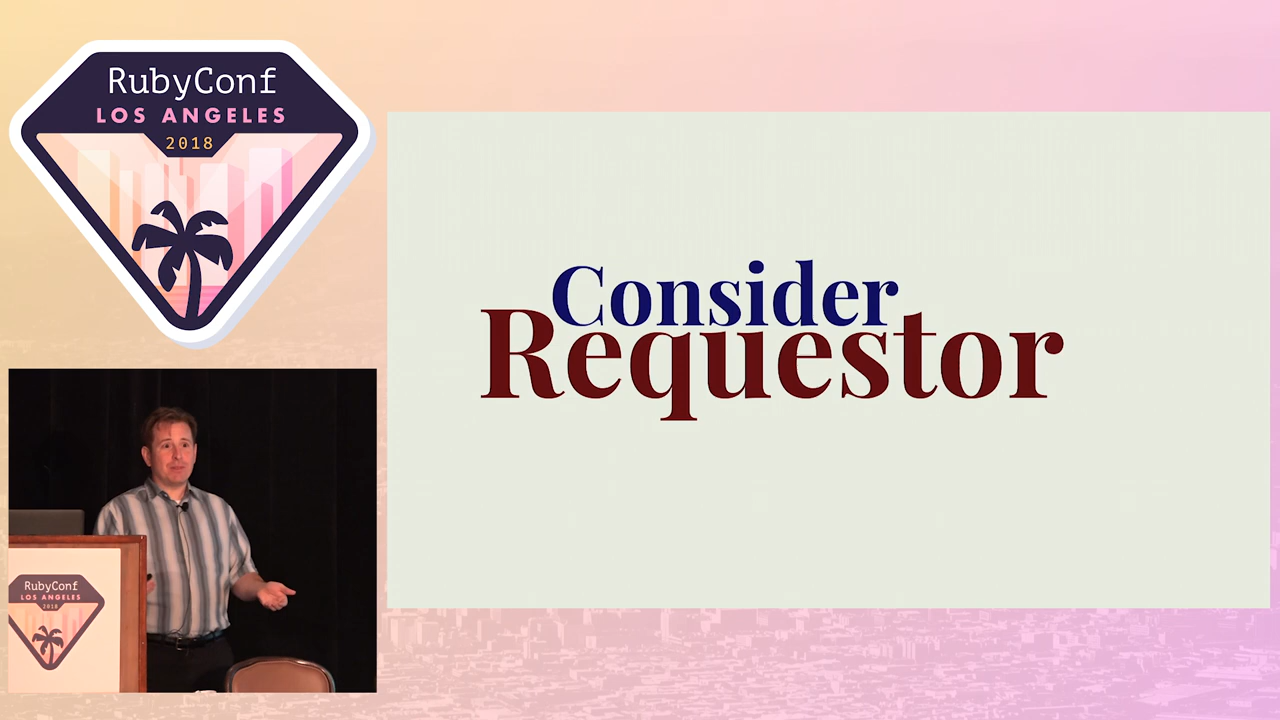 RubyConf
LOS ANGELES
2018
Consider
Requestor
RubyConf
LOS ANGELES
2018